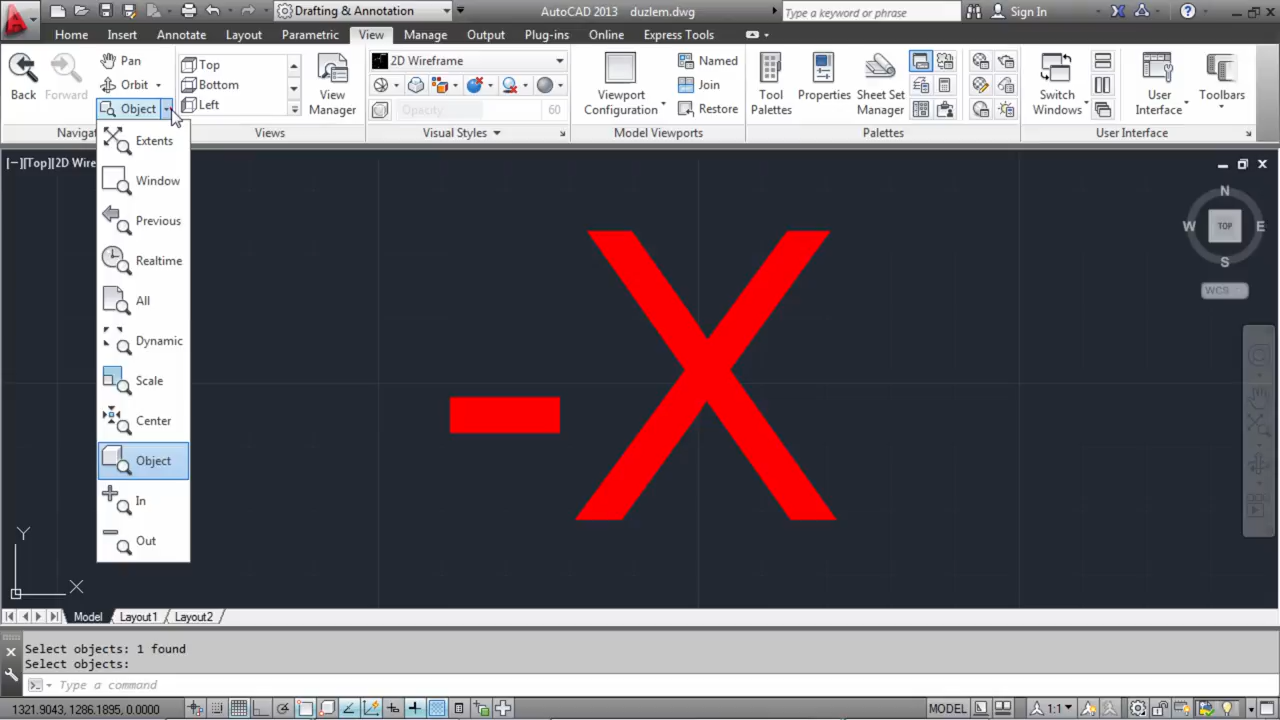 Drafting & Annotation
AutoCAD 2013 duzlem.dwg
Type a keyword or phrase
Sign In
Home Insert Annotate Layout Parametric View Manage Output Plug-ins Online Express Tools
Back
Forward
Pan
Orbit
Object
Top
Bottom
Left
View
Manager
2D Wireframe
Opacity 60
Viewport
Configuration
Named
Join
Restore
Tool
Palettes
Properties
Sheet Set
Manager
Switch
Windows
User
Interface
Toolbars
Navigat
Views
Visual Styles
Model Viewports
Palettes
User Interface
[−][Top][2D Wire
Extents
Window
Previous
Realtime
All
Dynamic
Scale
Center
Object
In
Out
-X
N
W TOP E
S
WCS
Y
X
Model Layout1 Layout2
Select objects: 1 found
Select objects:
Type a command
1321.9043, 1286.1895, 0.0000
MODEL
1:1